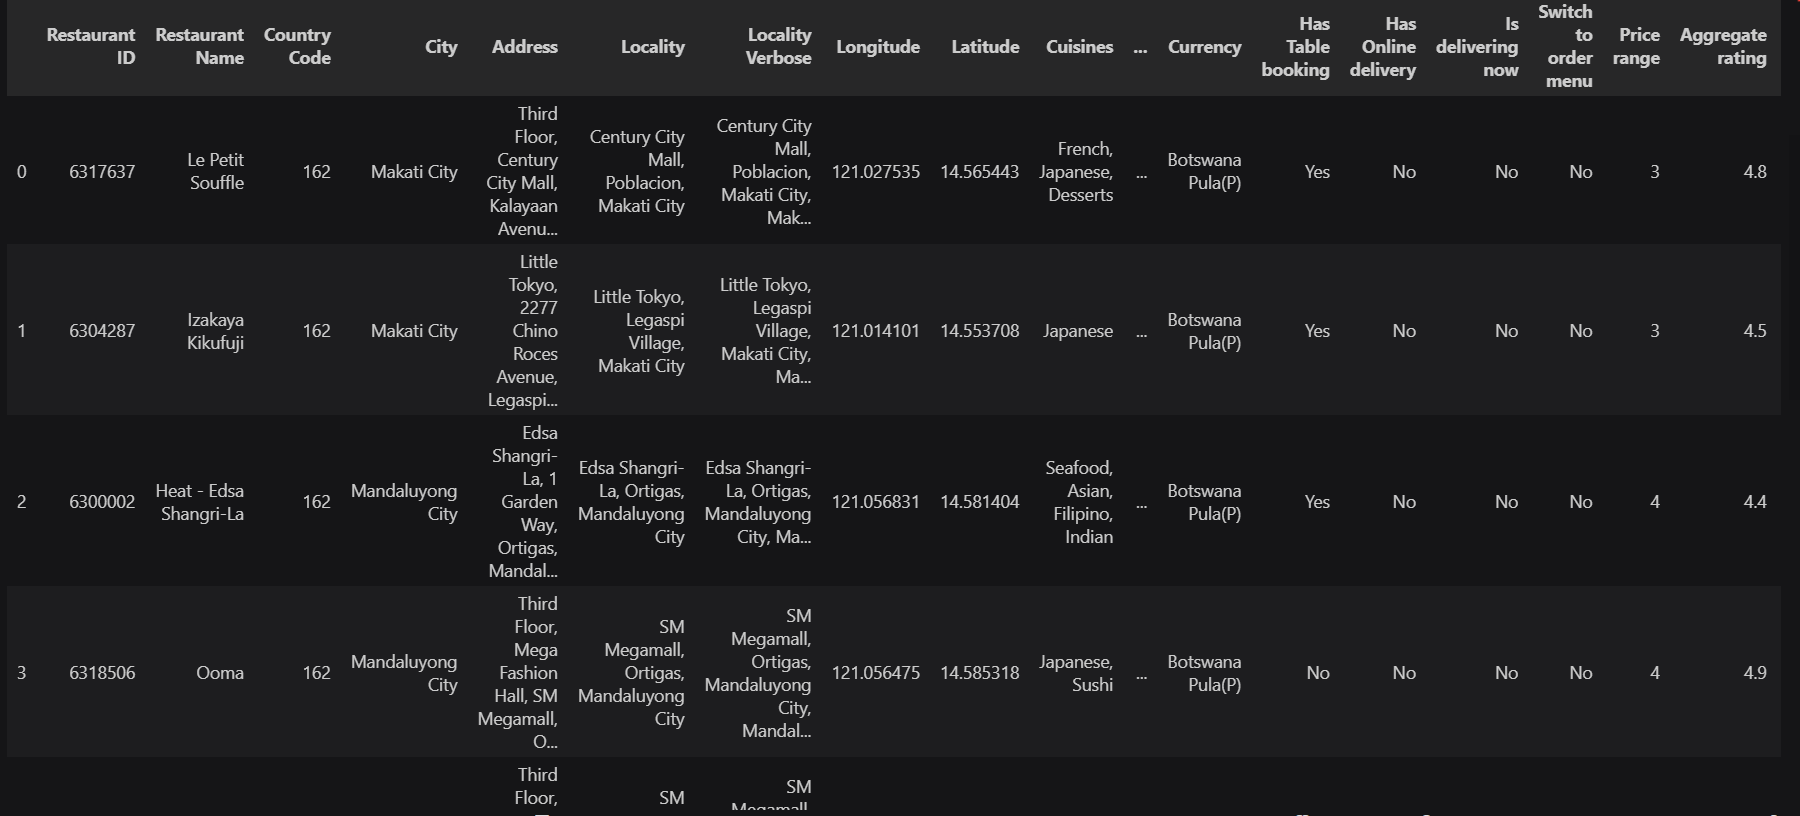 Restaurant ID Restaurant Name Country Code City Address Locality Locality Verbose Longitude Latitude Cuisines ... Currency Has Table booking Has Online delivery Is delivering now Switch to order menu Price range Aggregate rating
0 6317637 Le Petit Souffle 162 Makati City Third Floor, Century City Mall, Kalayaan Avenu... Century City Mall, Poblacion, Makati City Century City Mall, Poblacion, Makati City, Mak... 121.027535 14.565443 French, Japanese, Desserts ... Botswana Pula(P) Yes No No No 3 4.8
1 6304287 Izakaya Kikufuji 162 Makati City Little Tokyo, 2277 Chino Roces Avenue, Legaspi... Little Tokyo, Legaspi Village, Makati City Little Tokyo, Legaspi Village, Makati City, Ma... 121.014101 14.553708 Japanese ... Botswana Pula(P) Yes No No No 3 4.5
2 6300002 Heat - Edsa Shangri-La 162 Mandaluyong City Edsa Shangri-La, 1 Garden Way, Ortigas, Mandal... Edsa Shangri-La, Ortigas, Mandaluyong City Edsa Shangri-La, Ortigas, Mandaluyong City, Ma... 121.056831 14.581404 Seafood, Asian, Filipino, Indian ... Botswana Pula(P) Yes No No No 4 4.4
3 6318506 Ooma 162 Mandaluyong City Third Floor, Mega Fashion Hall, SM Megamall, O... SM Megamall, Ortigas, Mandaluyong City SM Megamall, Ortigas, Mandaluyong City, Mandal... 121.056475 14.585318 Japanese, Sushi ... Botswana Pula(P) No No No No 4 4.9
Third Floor, SM SM Megamall,